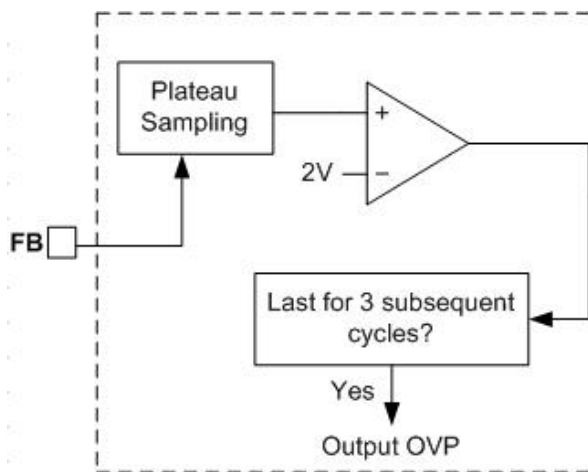 Plateau
Sampling
+
2V
−
FB
Last for 3 subsequent
cycles?
Yes
Output OVP